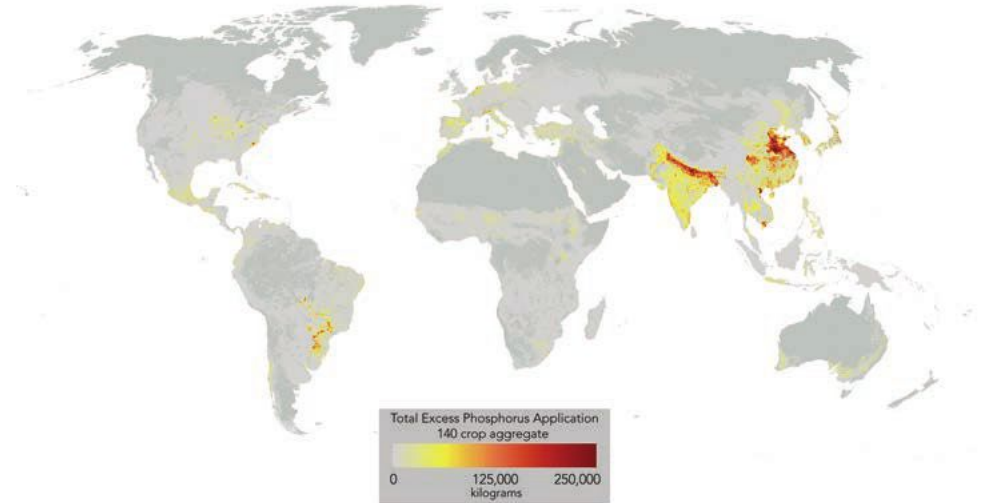 Total Excess Phosphorus Application
140 crop aggregate
0 125,000 250,000
kilograms